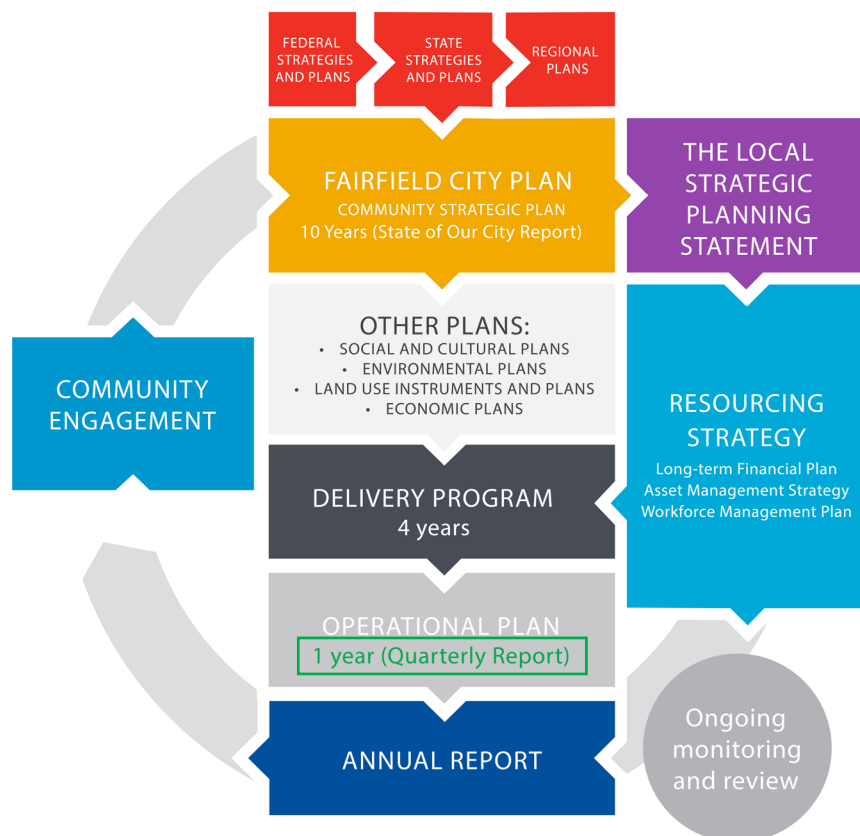 FEDERAL
STRATEGIES
AND PLANS
STATE
STRATEGIES
AND PLANS
REGIONAL
PLANS
FAIRFIELD CITY PLAN
COMMUNITY STRATEGIC PLAN
10 Years (State of Our City Report)
THE LOCAL
STRATEGIC
PLANNING
STATEMENT
OTHER PLANS:
• SOCIAL AND CULTURAL PLANS
• ENVIRONMENTAL PLANS
• LAND USE INSTRUMENTS AND PLANS
• ECONOMIC PLANS
COMMUNITY
ENGAGEMENT
RESOURCING
STRATEGY
Long-term Financial Plan
Asset Management Strategy
Workforce Management Plan
DELIVERY PROGRAM
4 years
OPERATIONAL PLAN
1 year (Quarterly Report)
ANNUAL REPORT
Ongoing
monitoring
and review